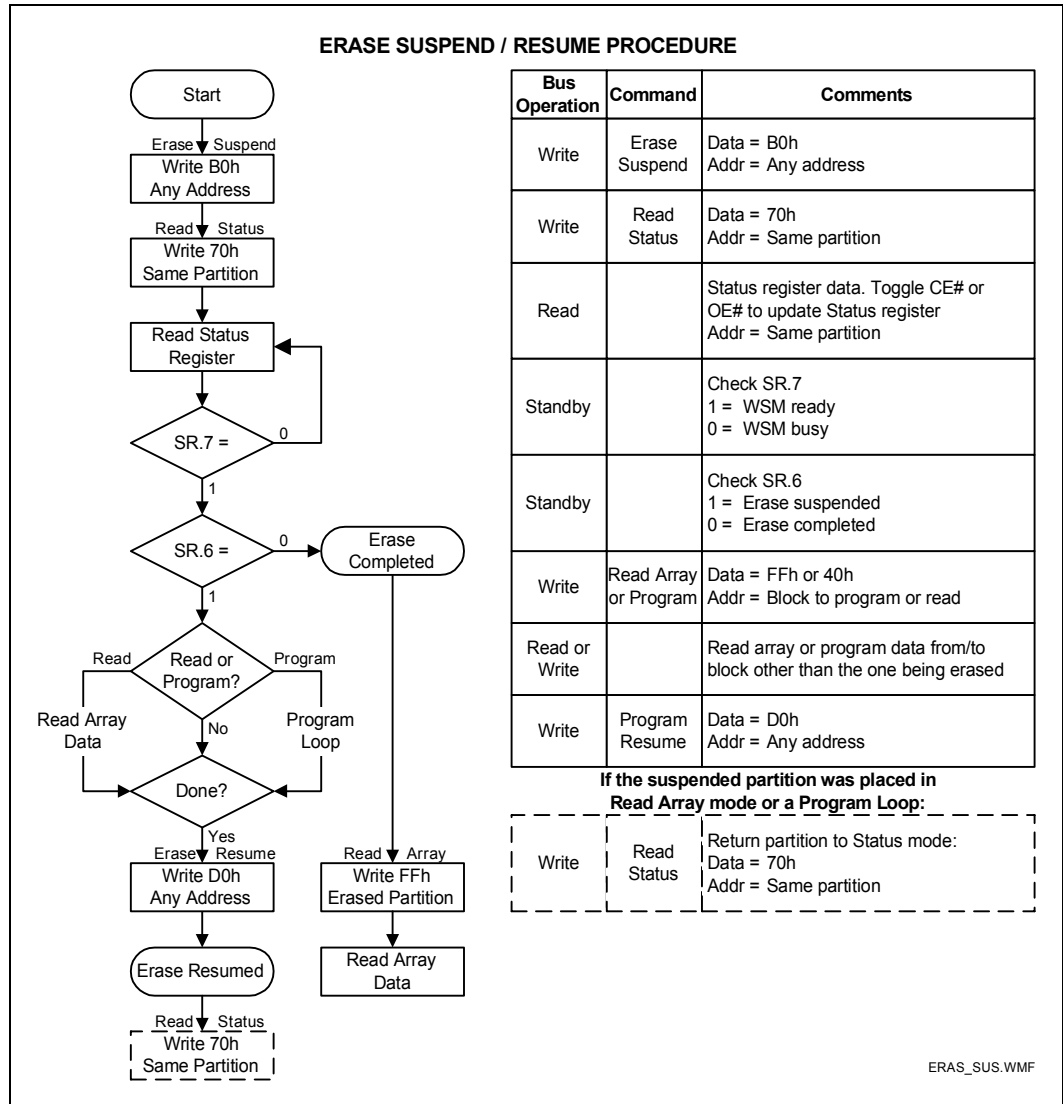 ERASE SUSPEND / RESUME PROCEDURE
Start
Erase Suspend
Write B0h
Any Address
Read Status
Write 70h
Same Partition
Read Status
Register
SR.7 =
0
1
SR.6 =
0
Erase
Completed
1
Read
Read or
Program?
Program
Read Array
Data
No
Program
Loop
Done?
Yes
Erase Resume
Write D0h
Any Address
Read Array
Write FFh
Erased Partition
Erase Resumed
Read Array
Data
Read Status
Write 70h
Same Partition
Bus
Operation
Command
Comments
Write
Erase
Suspend
Data = B0h
Addr = Any address
Write
Read
Status
Data = 70h
Addr = Same partition
Read
Status register data. Toggle CE# or
OE# to update Status register
Addr = Same partition
Standby
Check SR.7
1 = WSM ready
0 = WSM busy
Standby
Check SR.6
1 = Erase suspended
0 = Erase completed
Write
Read Array
or Program
Data = FFh or 40h
Addr = Block to program or read
Read or
Write
Read array or program data from/to
block other than the one being erased
Write
Program
Resume
Data = D0h
Addr = Any address
If the suspended partition was placed in
Read Array mode or a Program Loop:
Write
Read
Status
Return partition to Status mode:
Data = 70h
Addr = Same partition
ERAS_SUS.WMF